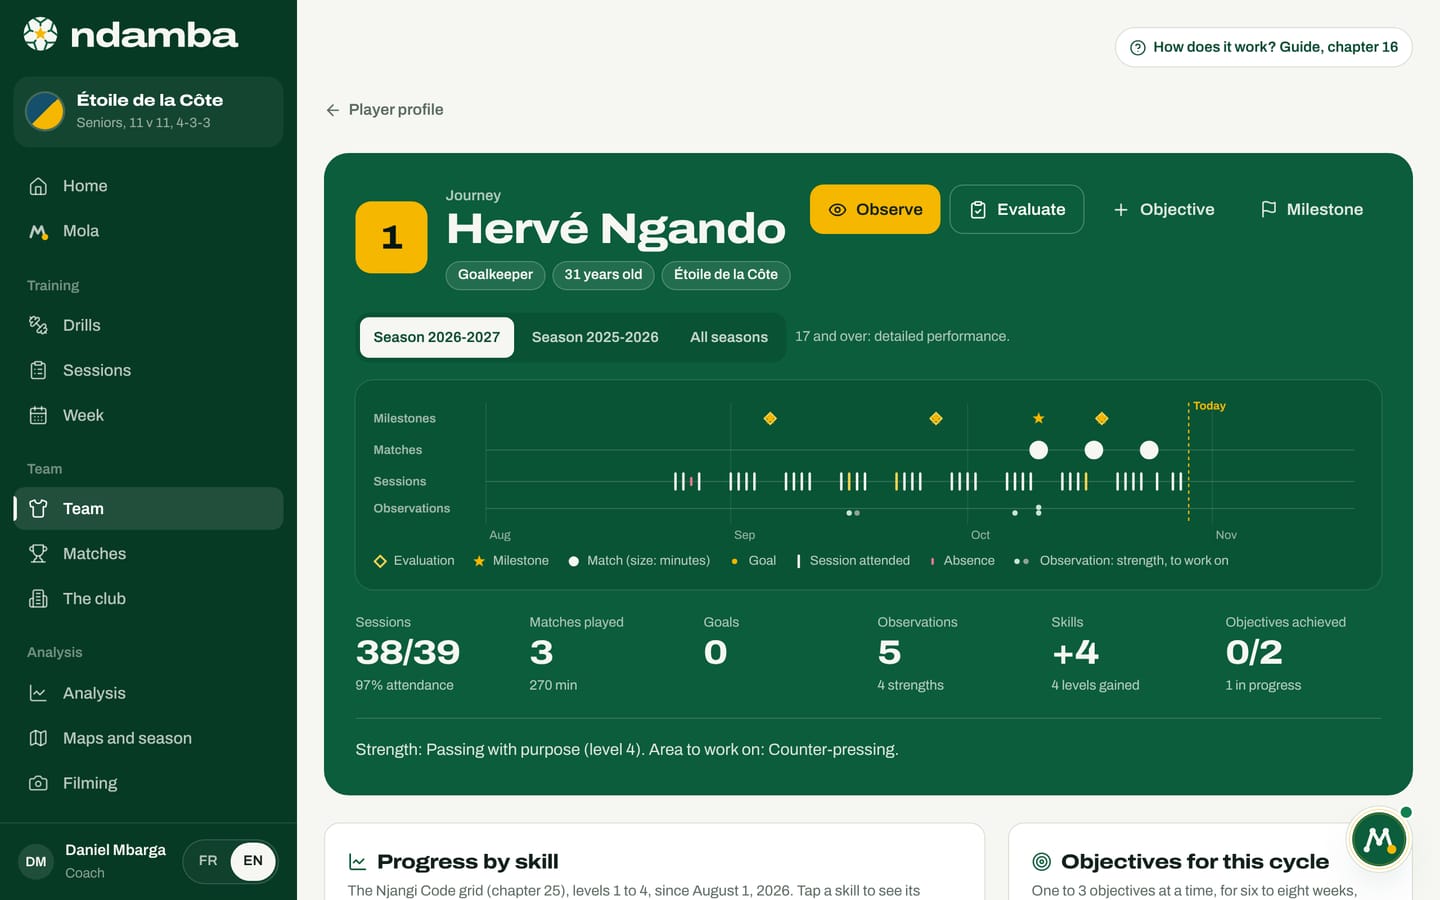 ndamba
Étoile de la Côte
Seniors, 11 v 11, 4-3-3
Home
Mola
Training
Drills
Sessions
Week
Team
Team
Matches
The club
Analysis
Analysis
Maps and season
Filming
DM
Daniel Mbarga
Coach
FR
EN
How does it work? Guide, chapter 16
Player profile
1
Journey
Hervé Ngando
Goalkeeper
31 years old
Étoile de la Côte
Observe
Evaluate
Objective
Milestone
Season 2026-2027
Season 2025-2026
All seasons
17 and over: detailed performance.
Milestones
Matches
Sessions
Observations
Today
Aug
Sep
Oct
Nov
Evaluation
Milestone
Match (size: minutes)
Goal
Session attended
Absence
Observation: strength, to work on
Sessions
38/39
97% attendance
Matches played
3
270 min
Goals
0
Observations
5
4 strengths
Skills
+4
4 levels gained
Objectives achieved
0/2
1 in progress
Strength: Passing with purpose (level 4). Area to work on: Counter-pressing.
Progress by skill
The Njangi Code grid (chapter 25), levels 1 to 4, since August 1, 2026. Tap a skill to see its
Objectives for this cycle
One to 3 objectives at a time, for six to eight weeks,